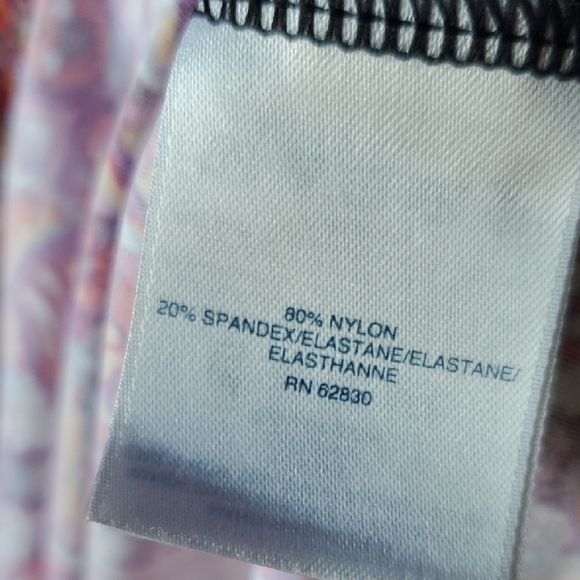 80% NYLON
20% SPANDEX/ELASTANE/ELASTANE/
ELASTHANNE
RN 62830